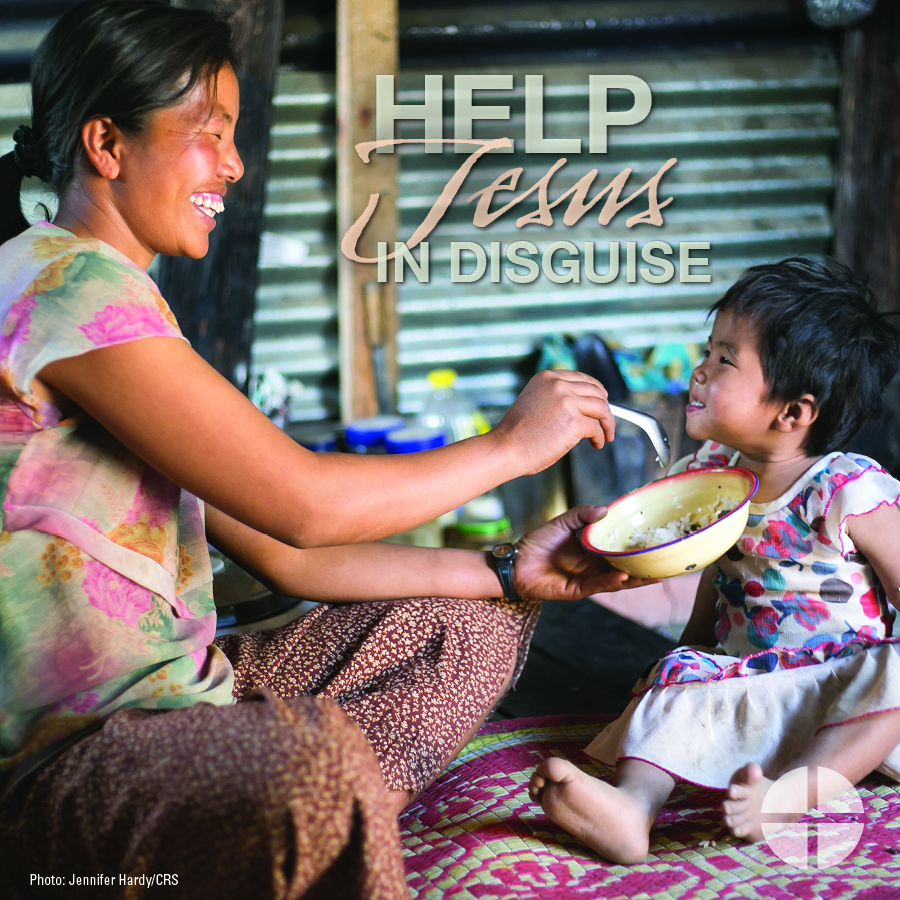 HELP
Jesus
IN DISGUISE
Photo: Jennifer Hardy/CRS